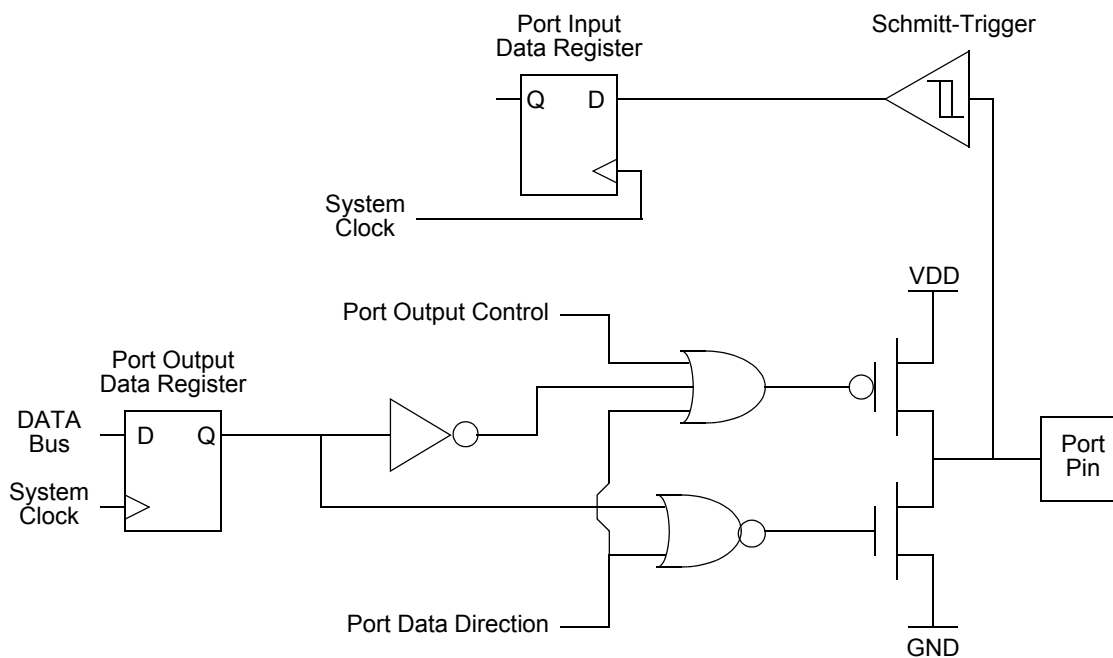 Port Input
Data Register
Schmitt-Trigger
Q D
System
Clock
VDD
Port Output Control
Port Output
Data Register
DATA
Bus
D Q
System
Clock
Port
Pin
Port Data Direction
GND